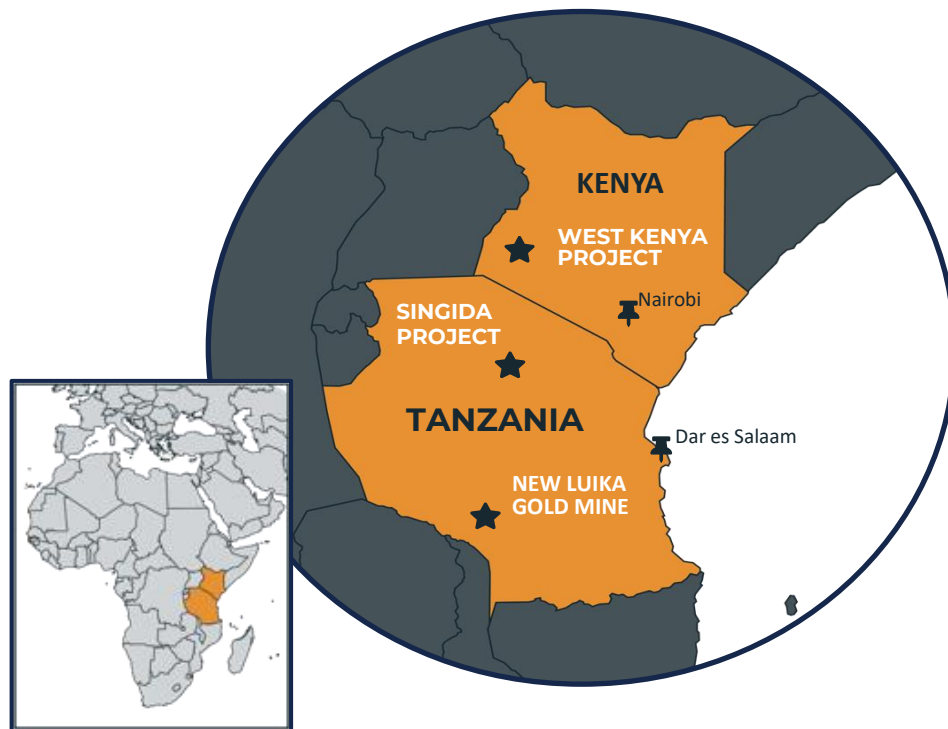 KENYA
WEST KENYA
PROJECT
Nairobi
SINGIDA
PROJECT
TANZANIA
Dar es Salaam
NEW LUIKA
GOLD MINE